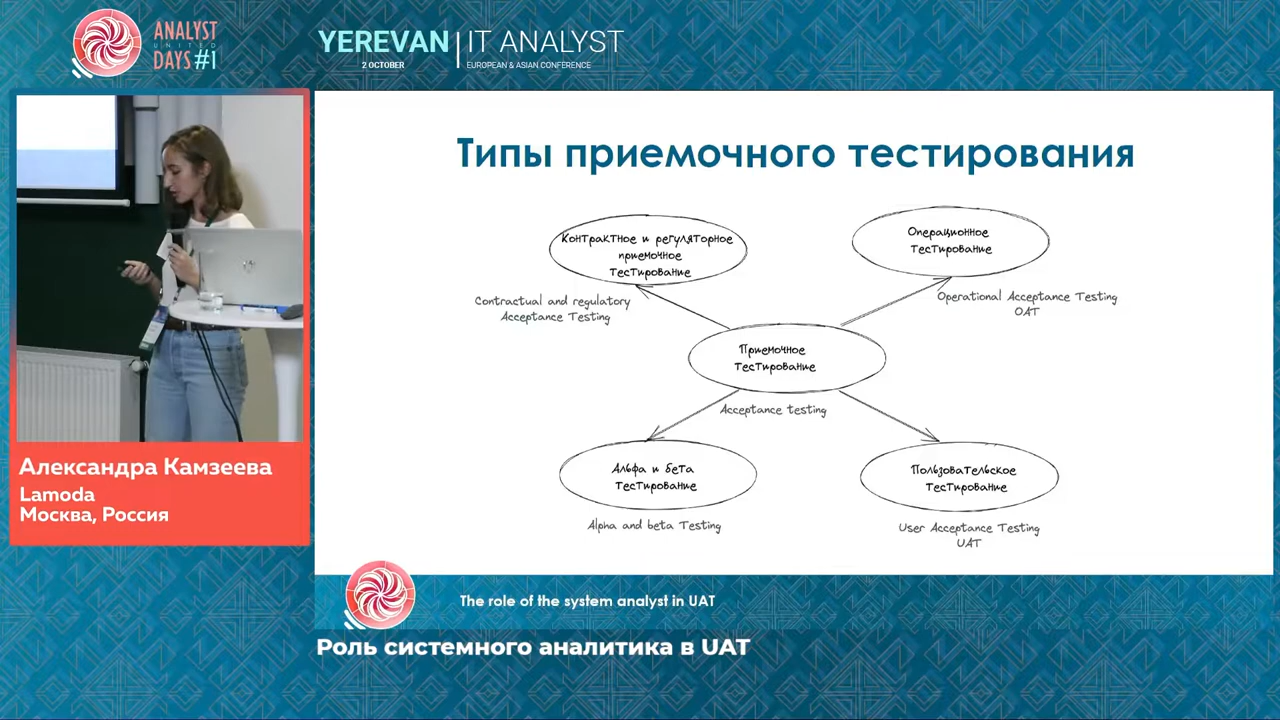 ANALYST
UNITED
DAYS #1
YEREVAN
2 OCTOBER
IT ANALYST
EUROPEAN & ASIAN CONFERENCE
Типы приемочного тестирования
Контрактное и регуляторное
приемочное
тестирование
Contractual and regulatory
Acceptance Testing
Операционное
тестирование
Operational Acceptance Testing
OAT
Приемочное
тестирование
Acceptance testing
Альфа и бета
тестирование
Alpha and beta Testing
Пользовательское
тестирование
User Acceptance Testing
UAT
Александра Камзеева
Lamoda
Москва, Россия
The role of the system analyst in UAT
Роль системного аналитика в UAT